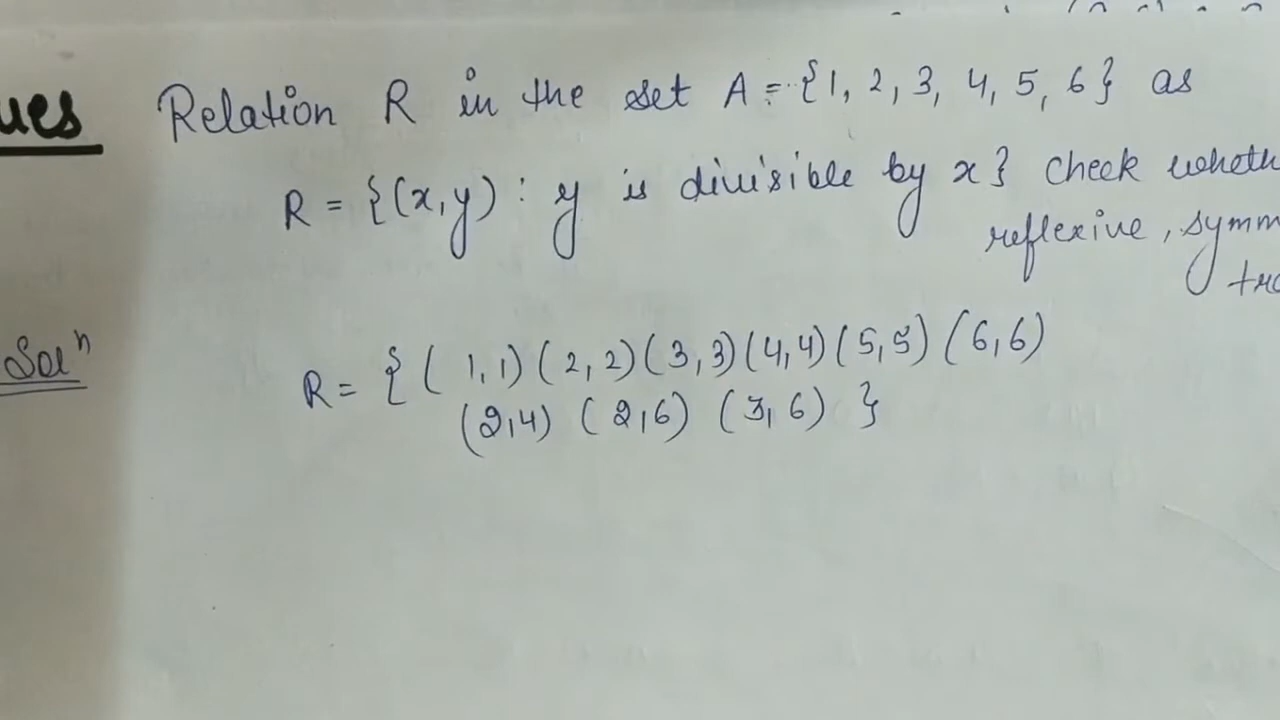 ues Relation R in the set A = {1, 2, 3, 4, 5, 6} as
R = {(x,y) : y is divisible by x} check wheth
reflexive, symm
tra
Solⁿ R = { (1,1) (2,2) (3,3) (4,4) (5,5) (6,6)
(2,4) (2,6) (3,6) }